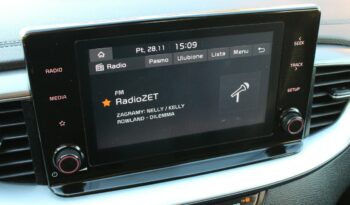 Pt. 28.11 15:09
Radio Pasmo Ulubione Lista Menu
FM
RadioZET
ZAGRAMY: NELLY / KELLY
ROWLAND - DILEMMA
RADIO
MEDIA
SEEK
TRACK
SETUP